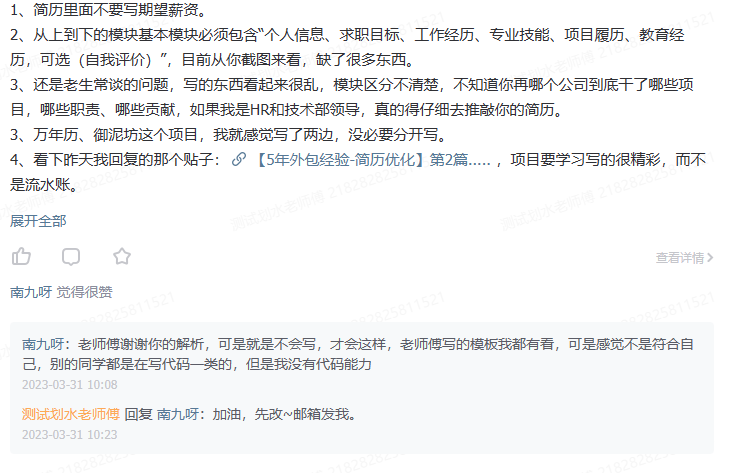 1、简历里面不要写期望薪资。
2、从上到下的模块基本模块必须包含“个人信息、求职目标、工作经历、专业技能、项目履历、教育经
历，可选（自我评价）”，目前从你截图来看，缺了很多东西。
3、还是老生常谈的问题，写的东西看起来很乱，模块区分不清楚，不知道你再哪个公司到底干了哪些项
目，哪些职责、哪些贡献，如果我是HR和技术部领导，真的得仔细去推敲你的简历。
3、万年历、御泥坊这个项目，我就感觉写了两边，没必要分开写。
4、看下昨天我回复的那个贴子：【5年外包经验-简历优化】第2篇..... ，项目要学习写的很精彩，而不
是流水账。
展开全部
查看详情
南九呀 觉得很赞
南九呀：老师傅谢谢你的解析，可是就是不会写，才会这样，老师傅写的模板我都有看，可是感觉不是符合自
己，别的同学都是在写代码一类的，但是我没有代码能力
2023-03-31 10:08
测试划水老师傅 回复 南九呀：加油，先改~邮箱发我。
2023-03-31 10:23
测试划水老师傅 21828282581152​1